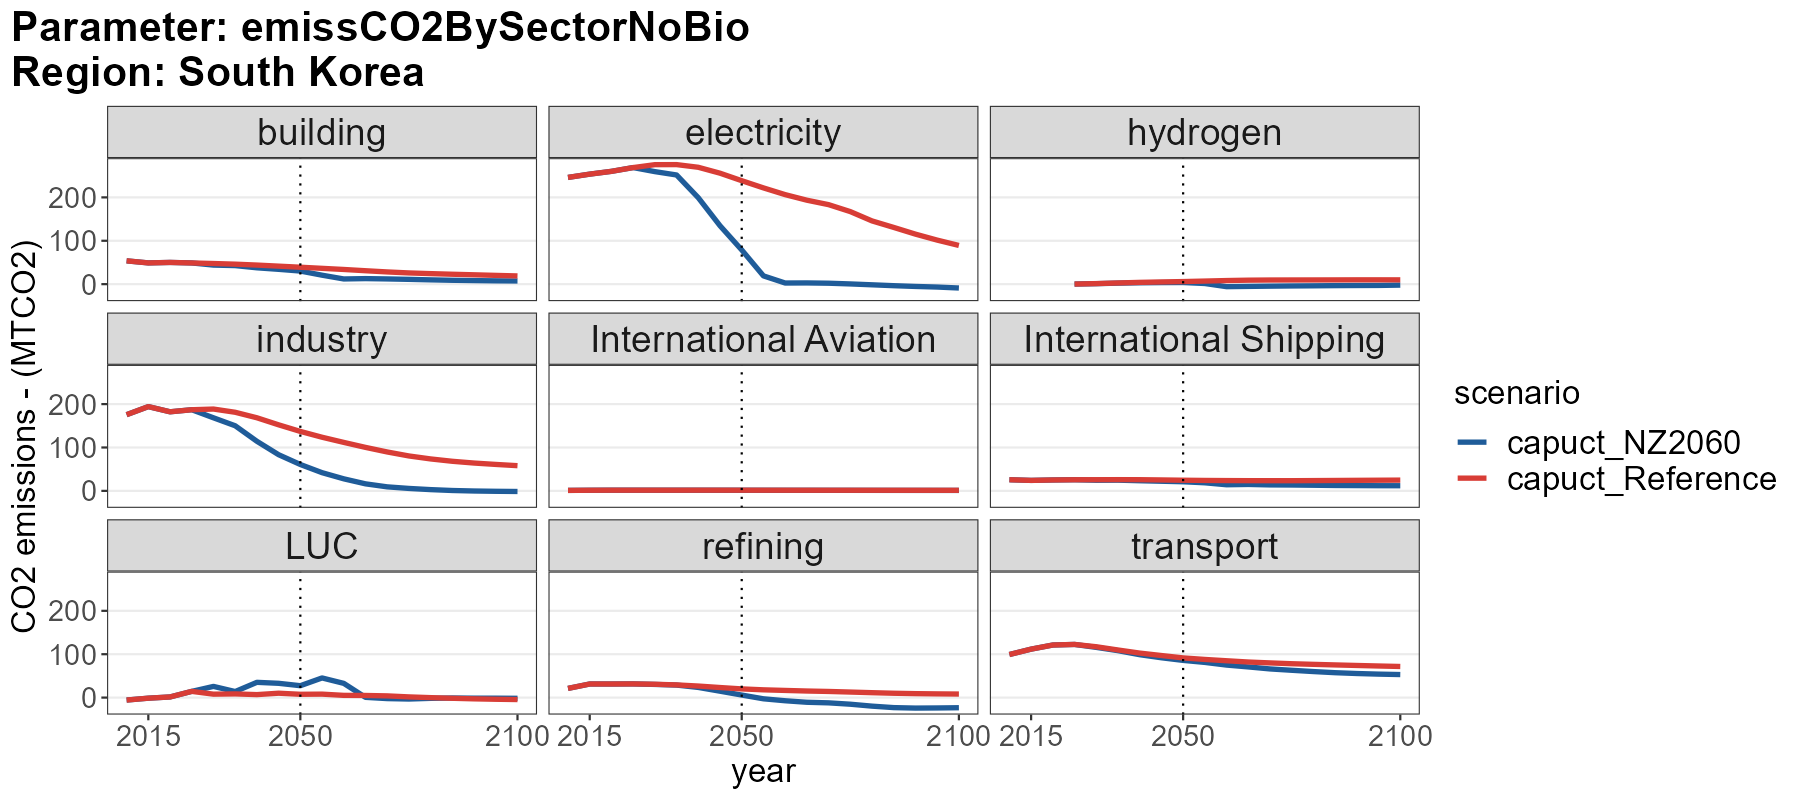 Parameter: emissCO2BySectorNoBio
Region: South Korea
building
electricity
hydrogen
200
100
0
industry
International Aviation
International Shipping
200
100
0
LUC
refining
transport
200
100
0
2015 2050 2100
2015 2050 2100
2015 2050 2100
year
CO2 emissions - (MTCO2)
scenario
capuct_NZ2060
capuct_Reference